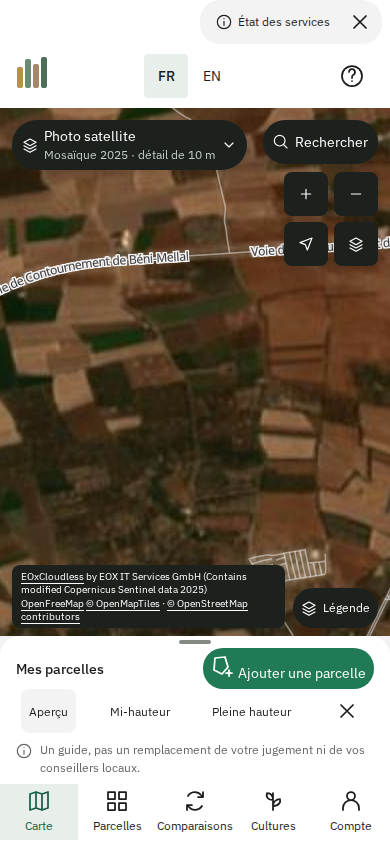 État des services
FR
EN
Photo satellite
Mosaïque 2025 · détail de 10 m
Rechercher
de Contournement de Béni-Mellal
Voie
EOxCloudless by EOX IT Services GmbH (Contains
modified Copernicus Sentinel data 2025)
OpenFreeMap © OpenMapTiles · © OpenStreetMap
contributors
Légende
Mes parcelles
Ajouter une parcelle
Aperçu
Mi-hauteur
Pleine hauteur
Un guide, pas un remplacement de votre jugement ni de vos
conseillers locaux.
Carte
Parcelles
Comparaisons
Cultures
Compte